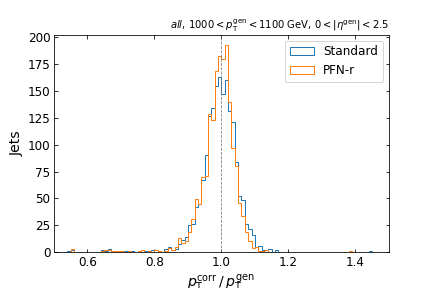 all, 1000 < p_T^gen < 1100 GeV, 0 < |η^gen| < 2.5
Standard
PFN-r
Jets
200
175
150
125
100
75
50
25
0
0.6 0.8 1.0 1.2 1.4
p_T^corr / p_T^gen